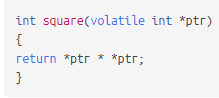 int square(volatile int *ptr)
{
return *ptr * *ptr;
}